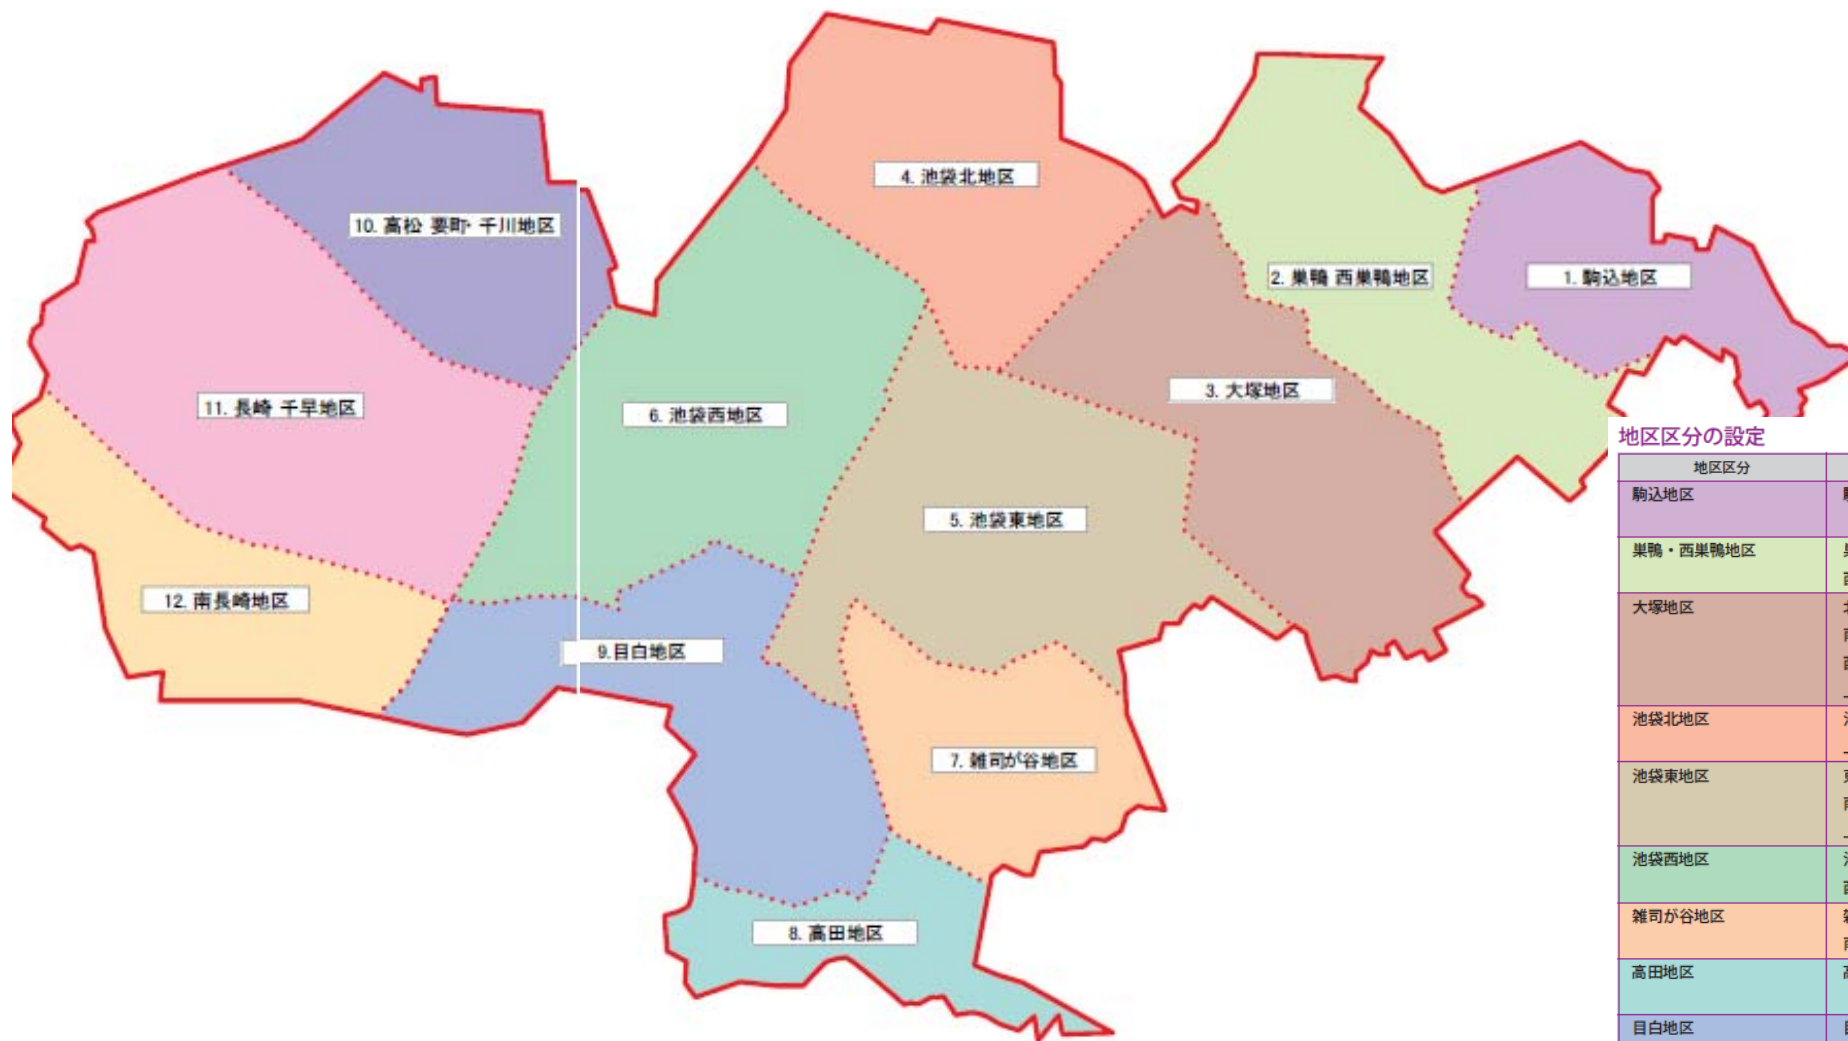 4. 池袋北地区
10. 高松 要町・千川地区
2. 巣鴨 西巣鴨地区
1. 駒込地区
11. 長崎 千早地区
6. 池袋西地区
3. 大塚地区
5. 池袋東地区
12. 南長崎地区
9.目白地区
7. 雑司が谷地区
8. 高田地区
地区区分の設定
地区区分
駒込地区
巣鴨・西巣鴨地区
大塚地区
池袋北地区
池袋東地区
池袋西地区
雑司が谷地区
高田地区
目白地区